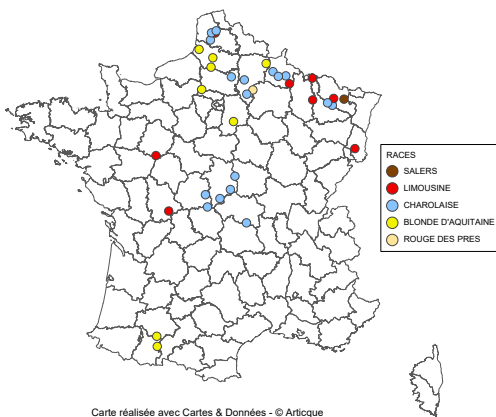 RACES
SALERS
LIMOUSINE
CHAROLAISE
BLONDE D'AQUITAINE
ROUGE DES PRES
Carte réalisée avec Cartes & Données - © Articque